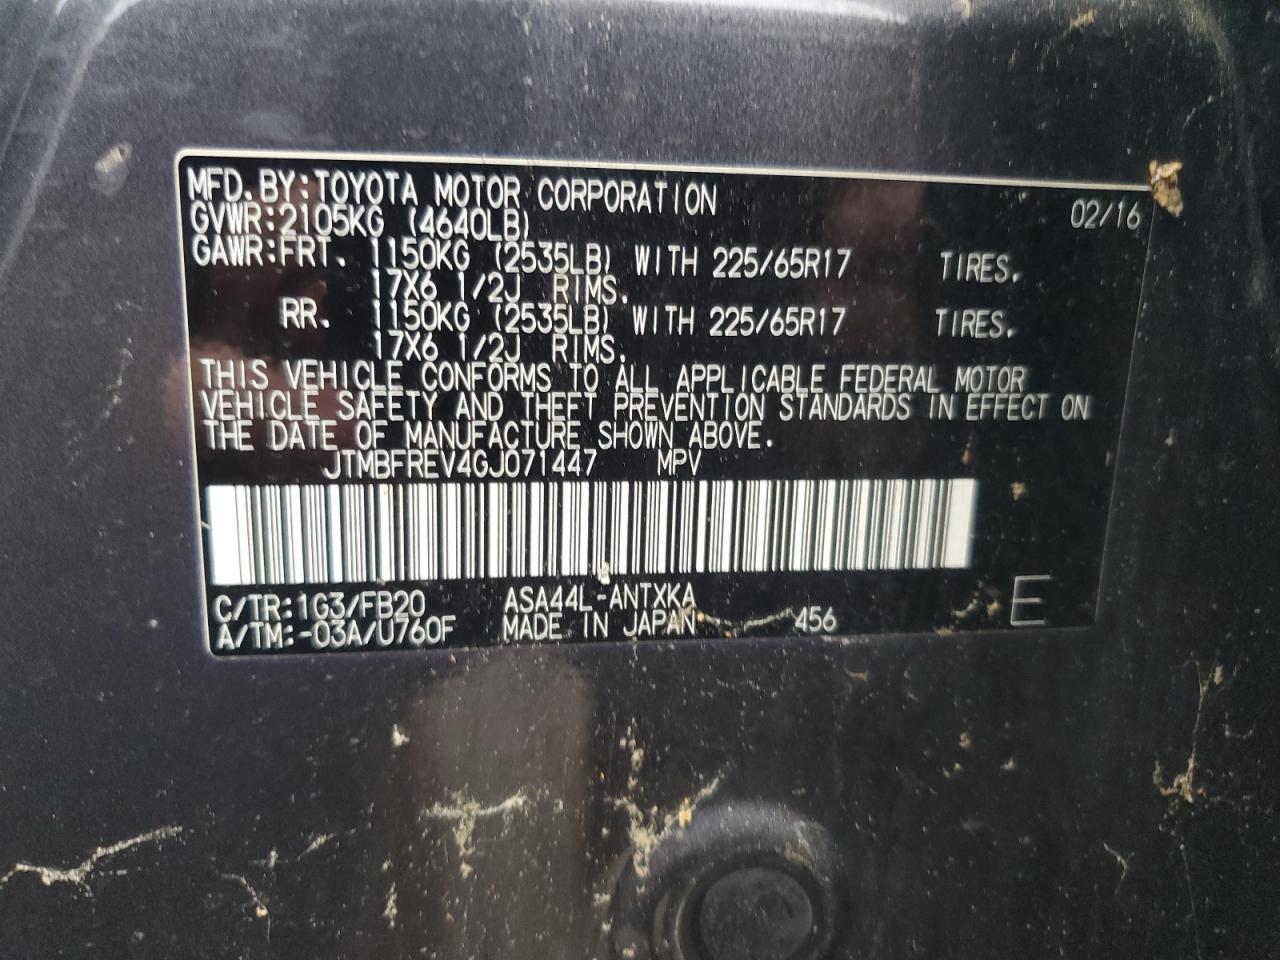 MFD.BY:TOYOTA MOTOR CORPORATION 02/16
GVWR:2105KG (4640LB)
GAWR:FRT. 1150KG (2535LB) WITH 225/65R17 TIRES.
17X6 1/2J RIMS.
RR. 1150KG (2535LB) WITH 225/65R17 TIRES.
17X6 1/2J RIMS.
THIS VEHICLE CONFORMS TO ALL APPLICABLE FEDERAL MOTOR
VEHICLE SAFETY AND THEFT PREVENTION STANDARDS IN EFFECT ON
THE DATE OF MANUFACTURE SHOWN ABOVE.
JTMBFREV4GJ071447 MPV
C/TR:1G3/FB20 ASA44L-ANTXKA
A/TM:-03A/U760F MADE IN JAPAN 456 E